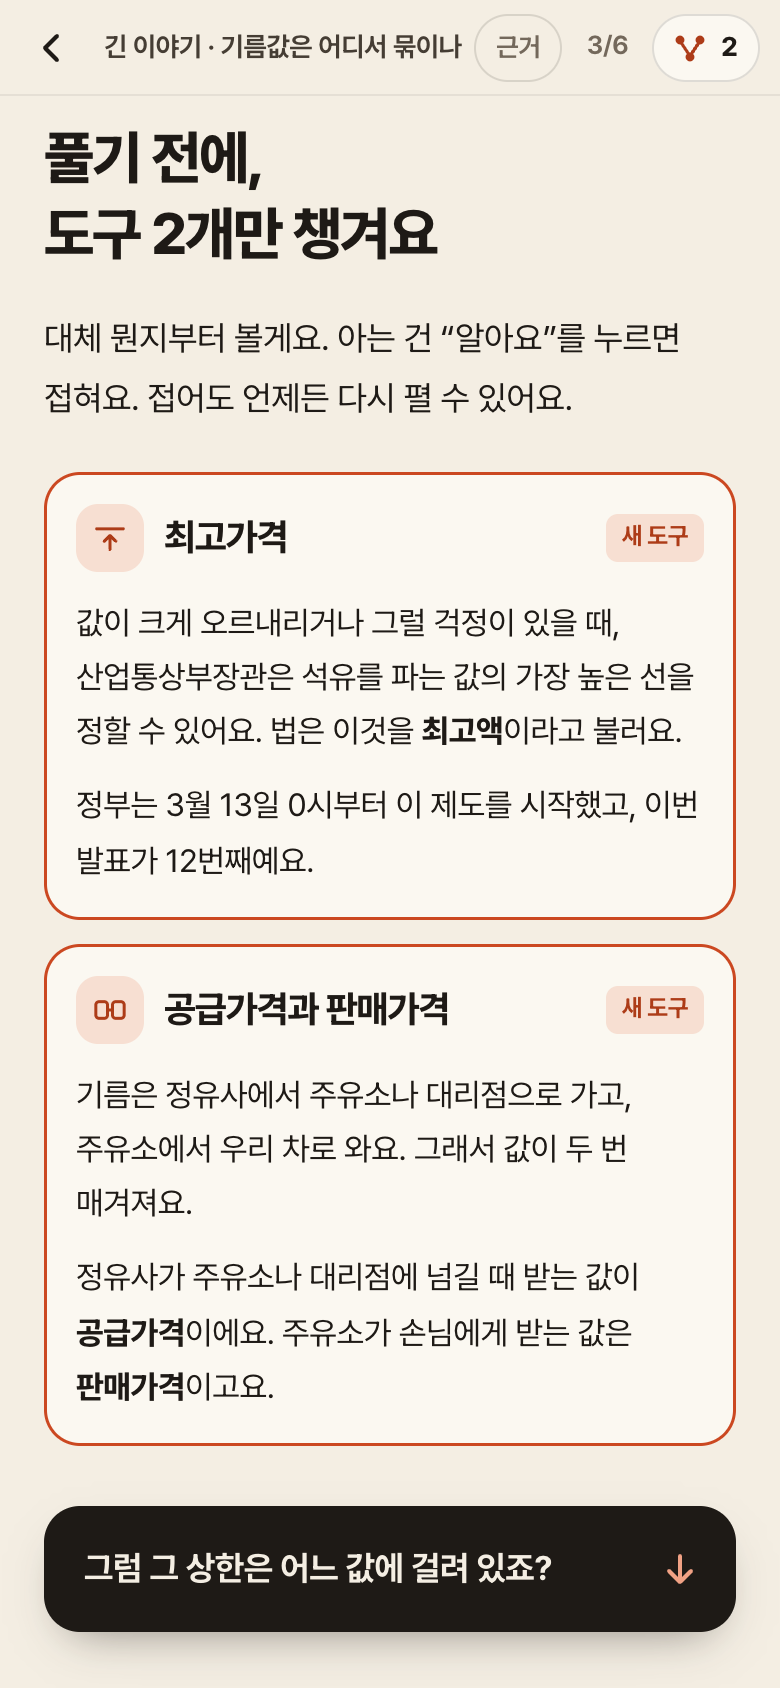 긴 이야기 · 기름값은 어디서 묶이나
근거
3/6
2
풀기 전에,
도구 2개만 챙겨요
대체 뭔지부터 볼게요. 아는 건 “알아요”를 누르면
접혀요. 접어도 언제든 다시 펼 수 있어요.
최고가격
새 도구
값이 크게 오르내리거나 그럴 걱정이 있을 때,
산업통상부장관은 석유를 파는 값의 가장 높은 선을
정할 수 있어요. 법은 이것을 최고액이라고 불러요.
정부는 3월 13일 0시부터 이 제도를 시작했고, 이번
발표가 12번째예요.
공급가격과 판매가격
새 도구
기름은 정유사에서 주유소나 대리점으로 가고,
주유소에서 우리 차로 와요. 그래서 값이 두 번
매겨져요.
정유사가 주유소나 대리점에 넘길 때 받는 값이
공급가격이에요. 주유소가 손님에게 받는 값은
판매가격이고요.
그럼 그 상한은 어느 값에 걸려 있죠?